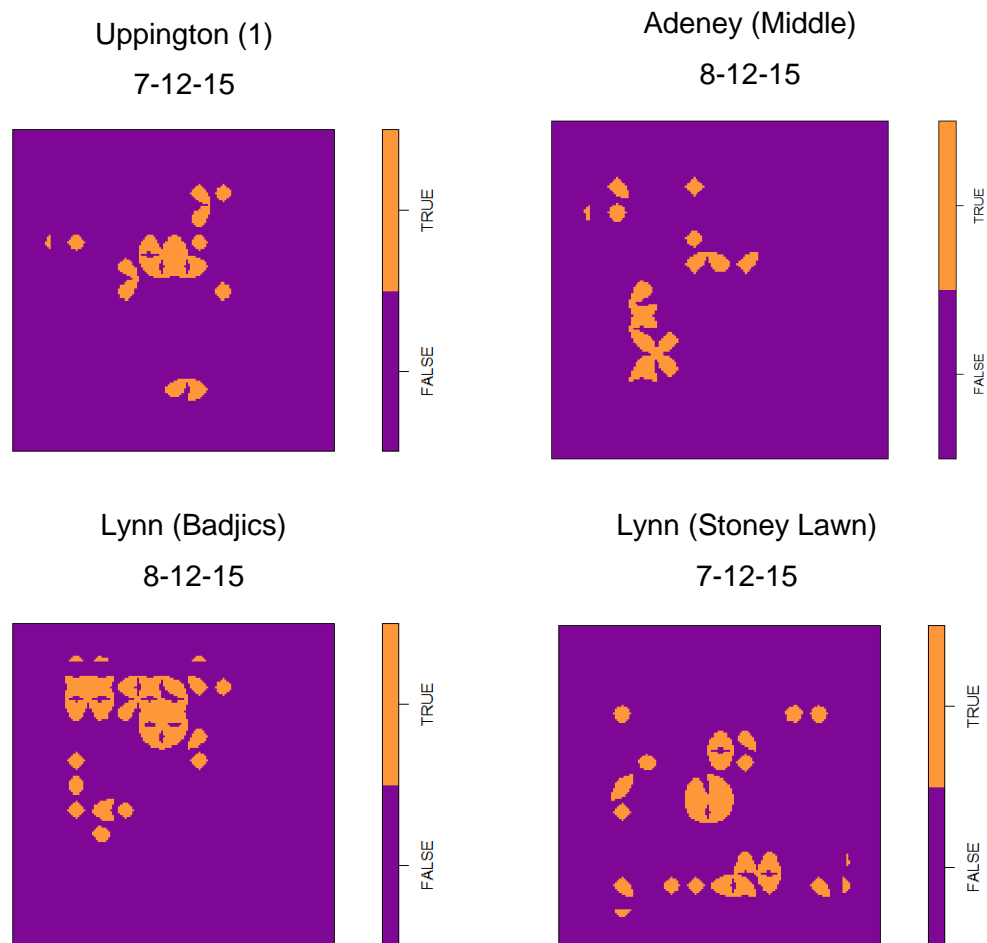 Uppington (1)
7-12-15
TRUE
FALSE
Adeney (Middle)
8-12-15
TRUE
FALSE
Lynn (Badjics)
8-12-15
TRUE
FALSE
Lynn (Stoney Lawn)
7-12-15
TRUE
FALSE